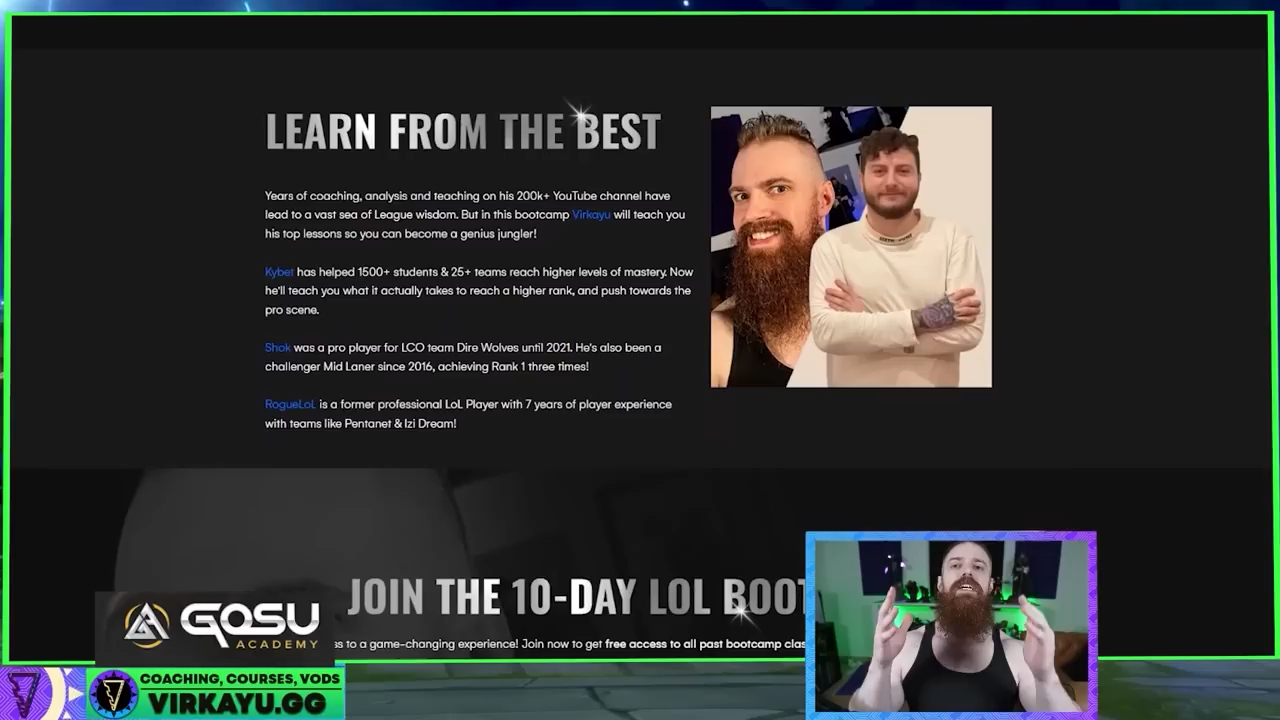 LEARN FROM THE BEST
Years of coaching, analysis and teaching on his 200k+ YouTube channel have
lead to a vast sea of League wisdom. But in this bootcamp Virkayu will teach you
his top lessons so you can become a genius jungler!
Kybet has helped 1500+ students & 25+ teams reach higher levels of mastery. Now
he'll teach you what it actually takes to reach a higher rank, and push towards the
pro scene.
Shok was a pro player for LCO team Dire Wolves until 2021. He's also been a
challenger Mid Laner since 2016, achieving Rank 1 three times!
RogueLoL is a former professional LoL Player with 7 years of player experience
with teams like Pentanet & Izi Dream!
JOIN THE 10-DAY LOL BOOT
ss to a game-changing experience! Join now to get free access to all past bootcamp clas
GOSU
ACADEMY
COACHING, COURSES, VODS
VIRKAYU.GG